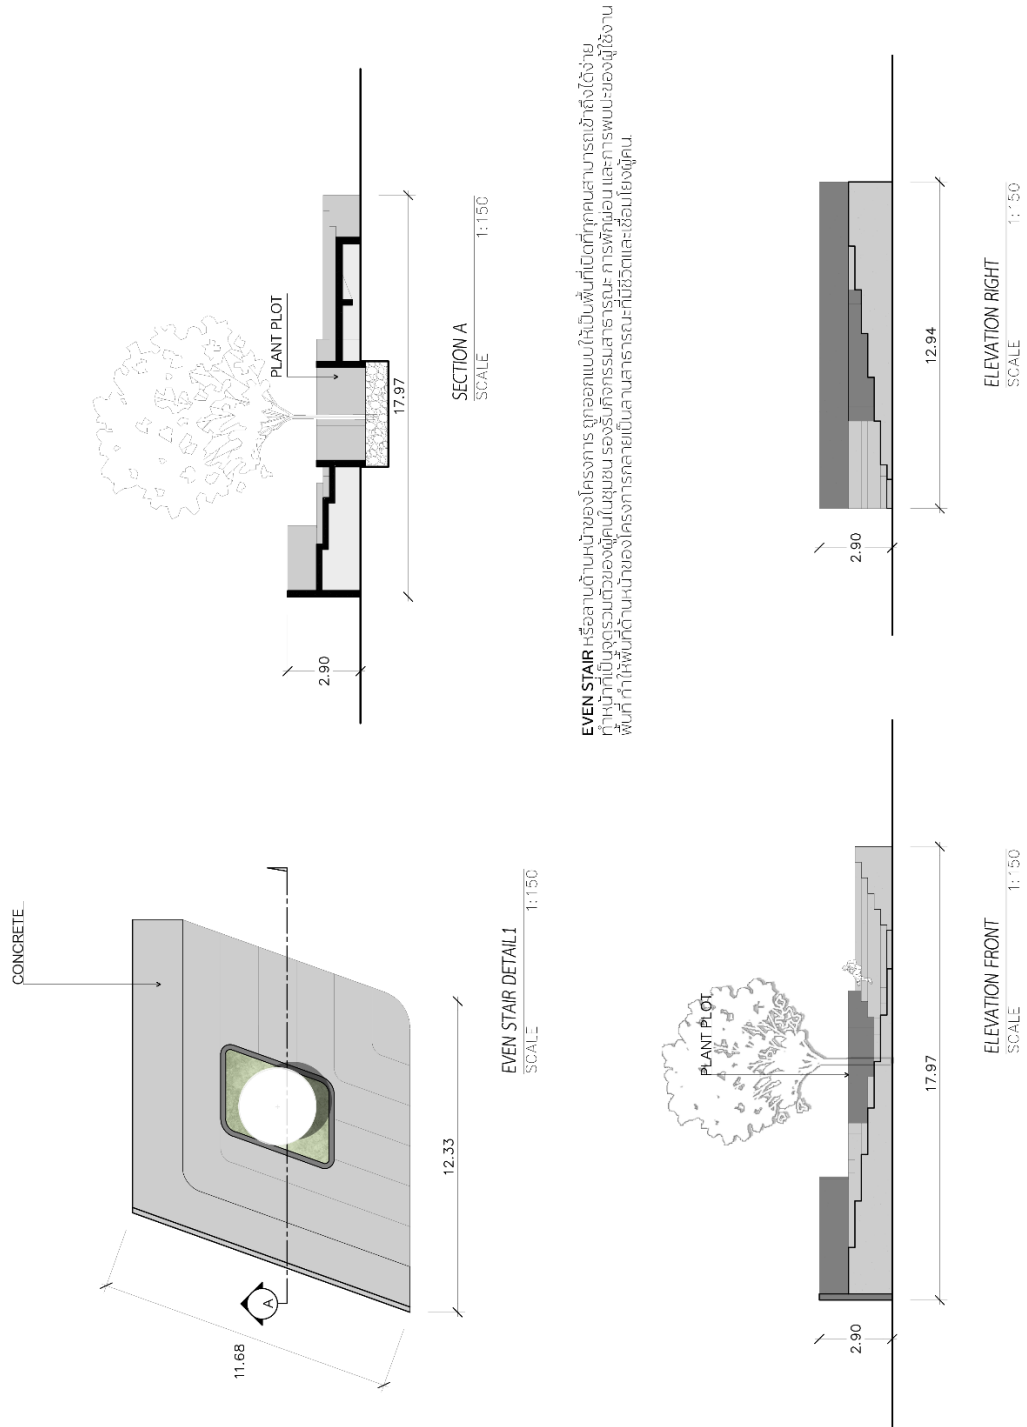 CONCRETE
A
11.68
12.33
EVEN STAIR DETAIL1
SCALE 1:150
PLANT PLOT
2.90
17.97
SECTION A
SCALE 1:150
EVEN STAIR หรือลานด้านหน้าของโครงการ ถูกออกแบบให้เป็นพื้นที่เปิดที่ทุกคนสามารถเข้าถึงได้ง่าย
ทำหน้าที่เป็นจุดรวมตัวของผู้คนในชุมชน รองรับกิจกรรมสาธารณะ การพักผ่อน และการพบปะของผู้ใช้งาน
พื้นที่ ทำให้พื้นที่ด้านหน้าของโครงการกลายเป็นลานสาธารณะที่มีชีวิตและเชื่อมโยงผู้คน.
PLANT PLOT
2.90
17.97
ELEVATION FRONT
SCALE 1:150
2.90
12.94
ELEVATION RIGHT
SCALE 1:150